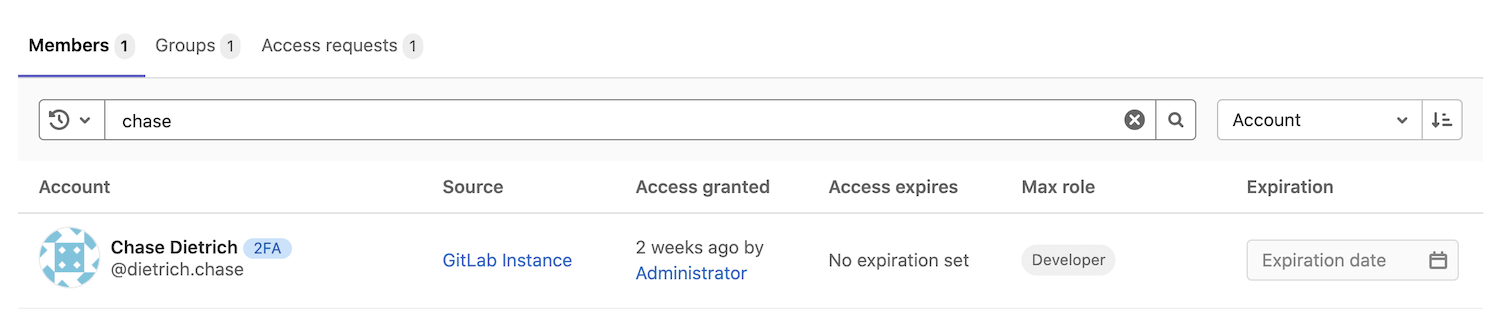 Members 1 Groups 1 Access requests 1
chase Account
Account Source Access granted Access expires Max role Expiration
Chase Dietrich 2FA
@dietrich.chase
GitLab Instance
2 weeks ago by
Administrator
No expiration set
Developer
Expiration date